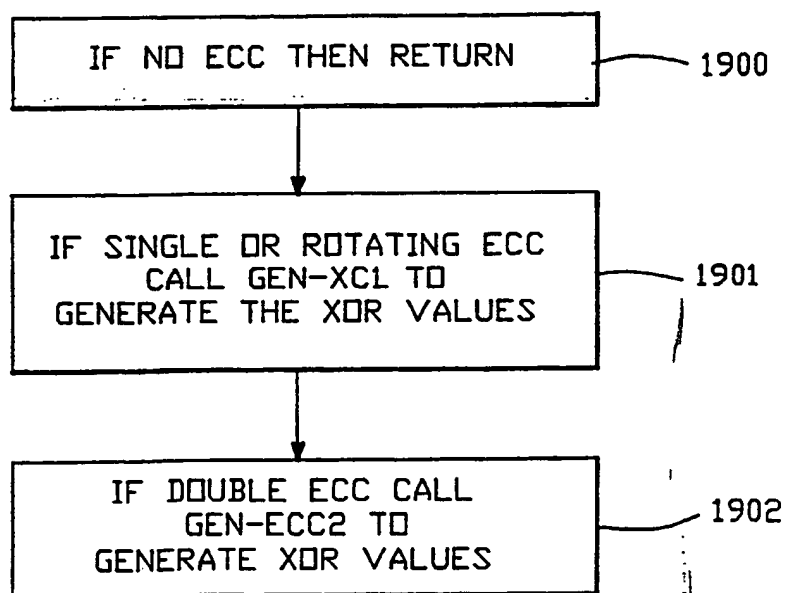 IF NO ECC THEN RETURN
1900
IF SINGLE OR ROTATING ECC
CALL GEN-XC1 TO
GENERATE THE XOR VALUES
1901
IF DOUBLE ECC CALL
GEN-ECC2 TO
GENERATE XOR VALUES
1902